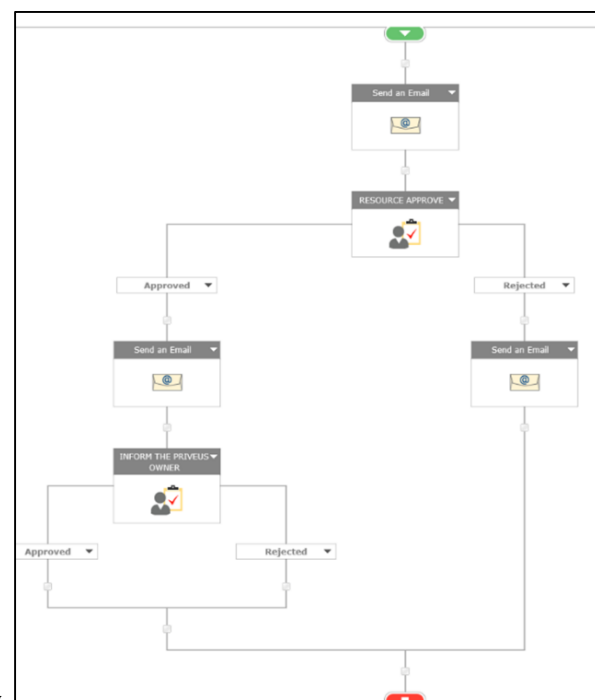 Send an Email
RESOURCE APPROVE
Approved
Rejected
Send an Email
Send an Email
INFORM THE PRIVEUS
OWNER
Approved
Rejected